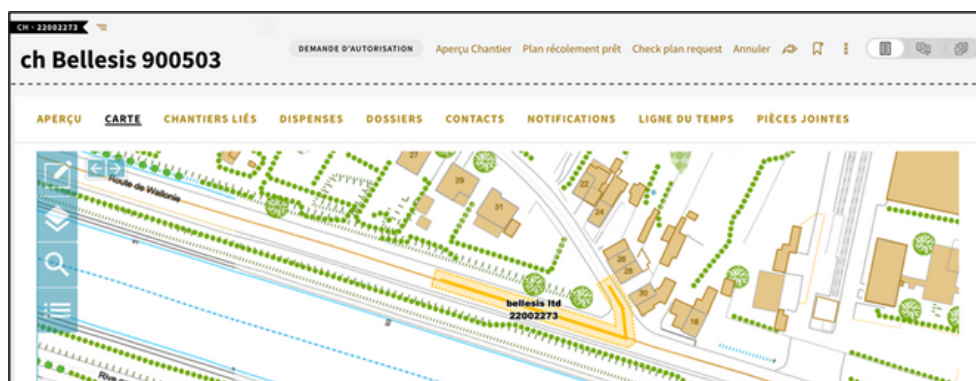 CH - 22002273
ch Bellesis 900503
DEMANDE D'AUTORISATION
Aperçu Chantier Plan récolement prêt Check plan request Annuler
APERÇU CARTE CHANTIERS LIÉS DISPENSES DOSSIERS CONTACTS NOTIFICATIONS LIGNE DU TEMPS PIÈCES JOINTES
Route de Wallonie
27
29
31
22
24
26
28
30
18
bellesis ltd
22002273